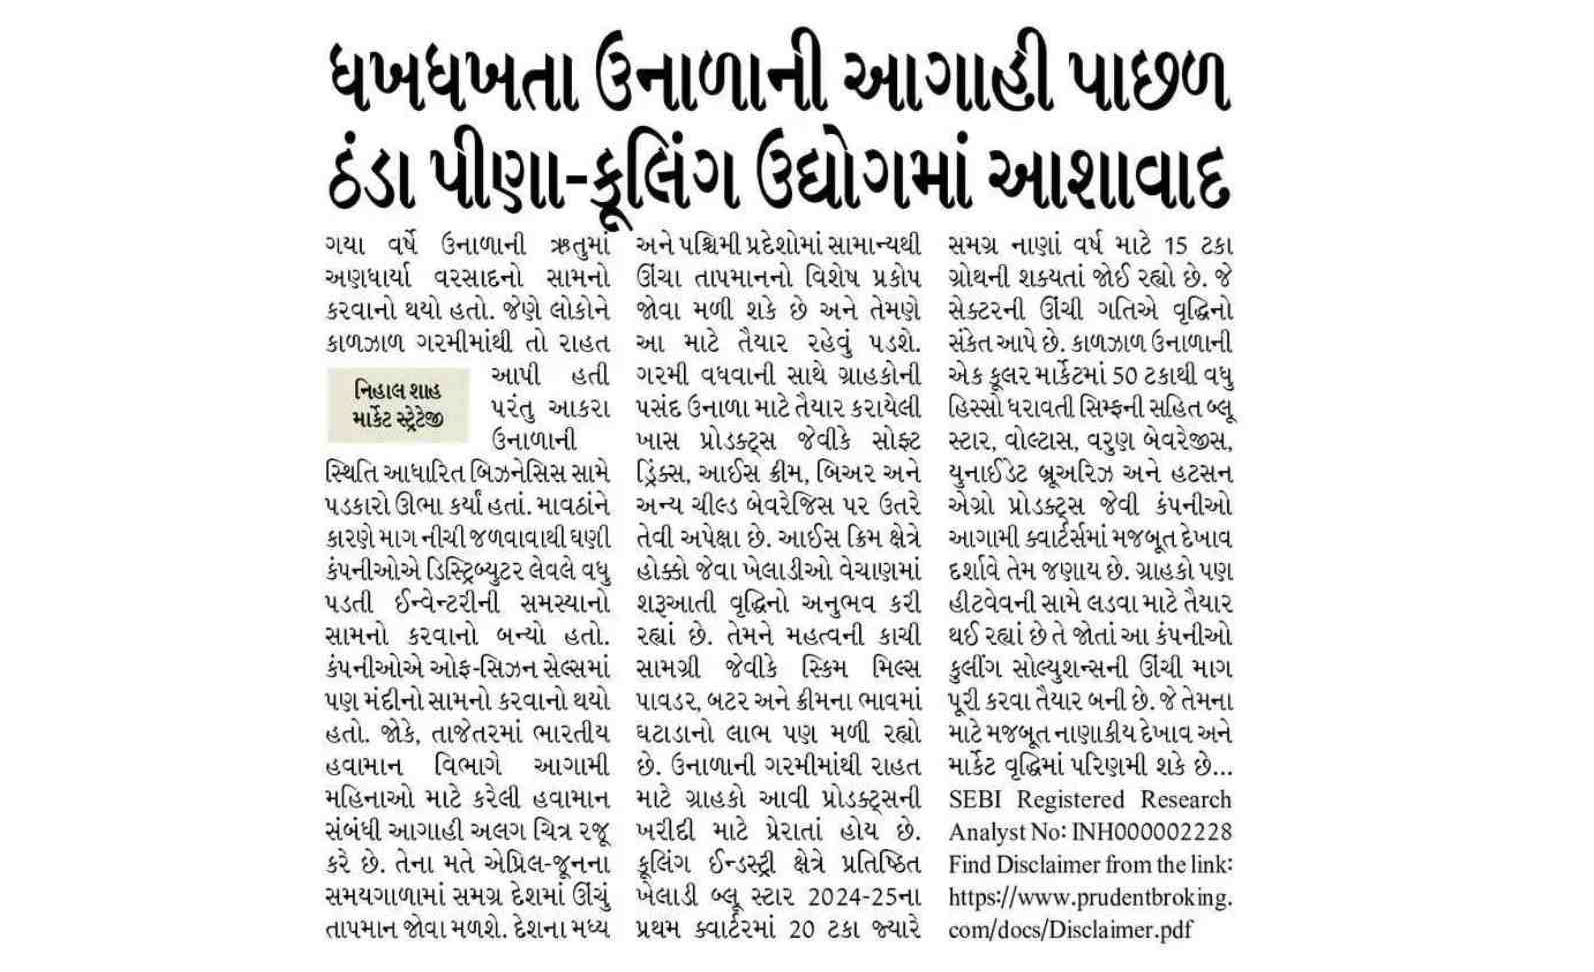 ધખધખતા ઉનાળાની આગાહી પાછળ
ઠંડા પીણા-કૂલિંગ ઉદ્યોગમાં આશાવાદ
ગયા વર્ષે ઉનાળાની ઋતુમાં
અણધાર્યા વરસાદનો સામનો
કરવાનો થયો હતો. જેણે લોકોને
કાળઝાળ ગરમીમાંથી તો રાહત
નિહાલ શાહ
માર્કેટ સ્ટ્રેટેજી
આપી હતી
પરંતુ આકરા
ઉનાળાની
સ્થિતિ આધારિત બિઝનેસિસ સામે
પડકારો ઊભા કર્યાં હતાં. માવઠાંને
કારણે માગ નીચી જળવાવાથી ઘણી
કંપનીઓએ ડિસ્ટ્રિબ્યુટર લેવલે વધુ
પડતી ઈન્વેન્ટરીની સમસ્યાનો
સામનો કરવાનો બન્યો હતો.
કંપનીઓએ ઓફ-સિઝન સેલ્સમાં
પણ મંદીનો સામનો કરવાનો થયો
હતો. જોકે, તાજેતરમાં ભારતીય
હવામાન વિભાગે આગામી
મહિનાઓ માટે કરેલી હવામાન
સંબંધી આગાહી અલગ ચિત્ર રજૂ
કરે છે. તેના મતે એપ્રિલ-જૂનના
સમયગાળામાં સમગ્ર દેશમાં ઊંચું
તાપમાન જોવા મળશે. દેશના મધ્ય
અને પશ્ચિમી પ્રદેશોમાં સામાન્યથી
ઊંચા તાપમાનનો વિશેષ પ્રકોપ
જોવા મળી શકે છે અને તેમણે
આ માટે તૈયાર રહેવું પડશે.
ગરમી વધવાની સાથે ગ્રાહકોની
પસંદ ઉનાળા માટે તૈયાર કરાયેલી
ખાસ પ્રોડક્ટ્સ જેવીકે સોફ્ટ
ડ્રિંક્સ, આઈસ ક્રીમ, બિઅર અને
અન્ય ચીલ્ડ બેવરેજિસ પર ઉતરે
તેવી અપેક્ષા છે. આઈસ ક્રિમ ક્ષેત્રે
હોક્કો જેવા ખેલાડીઓ વેચાણમાં
શરૂઆતી વૃદ્ધિનો અનુભવ કરી
રહ્યાં છે. તેમને મહત્વની કાચી
સામગ્રી જેવીકે સ્કિમ મિલ્સ
પાવડર, બટર અને ક્રીમના ભાવમાં
ઘટાડાનો લાભ પણ મળી રહ્યો
છે. ઉનાળાની ગરમીમાંથી રાહત
માટે ગ્રાહકો આવી પ્રોડક્ટ્સની
ખરીદી માટે પ્રેરાતાં હોય છે.
કૂલિંગ ઈન્ડસ્ટ્રી ક્ષેત્રે પ્રતિષ્ઠિત
ખેલાડી બ્લૂ સ્ટાર 2024-25ના
પ્રથમ ક્વાર્ટરમાં 20 ટકા જ્યારે
સમગ્ર નાણાં વર્ષ માટે 15 ટકા
ગ્રોથની શક્યતાં જોઈ રહ્યો છે. જે
સેક્ટરની ઊંચી ગતિએ વૃદ્ધિનો
સંકેત આપે છે. કાળઝાળ ઉનાળાની
એક કૂલર માર્કેટમાં 50 ટકાથી વધુ
હિસ્સો ધરાવતી સિમ્ફની સહિત બ્લૂ
સ્ટાર, વોલ્ટાસ, વરુણ બેવરેજીસ,
યુનાઈડેટ બ્રૂઅરિઝ અને હટસન
એગ્રો પ્રોડક્ટ્સ જેવી કંપનીઓ
આગામી ક્વાર્ટર્સમાં મજબૂત દેખાવ
દર્શાવે તેમ જણાય છે. ગ્રાહકો પણ
હીટવેવની સામે લડવા માટે તૈયાર
થઈ રહ્યાં છે તે જોતાં આ કંપનીઓ
કુલીંગ સોલ્યુશન્સની ઊંચી માગ
પૂરી કરવા તૈયાર બની છે. જે તેમના
માટે મજબૂત નાણાકીય દેખાવ અને
માર્કેટ વૃદ્ધિમાં પરિણમી શકે છે...
SEBI Registered Research
Analyst No: INH000002228
Find Disclaimer from the link:
https://www.prudentbroking.
com/docs/Disclaimer.pdf